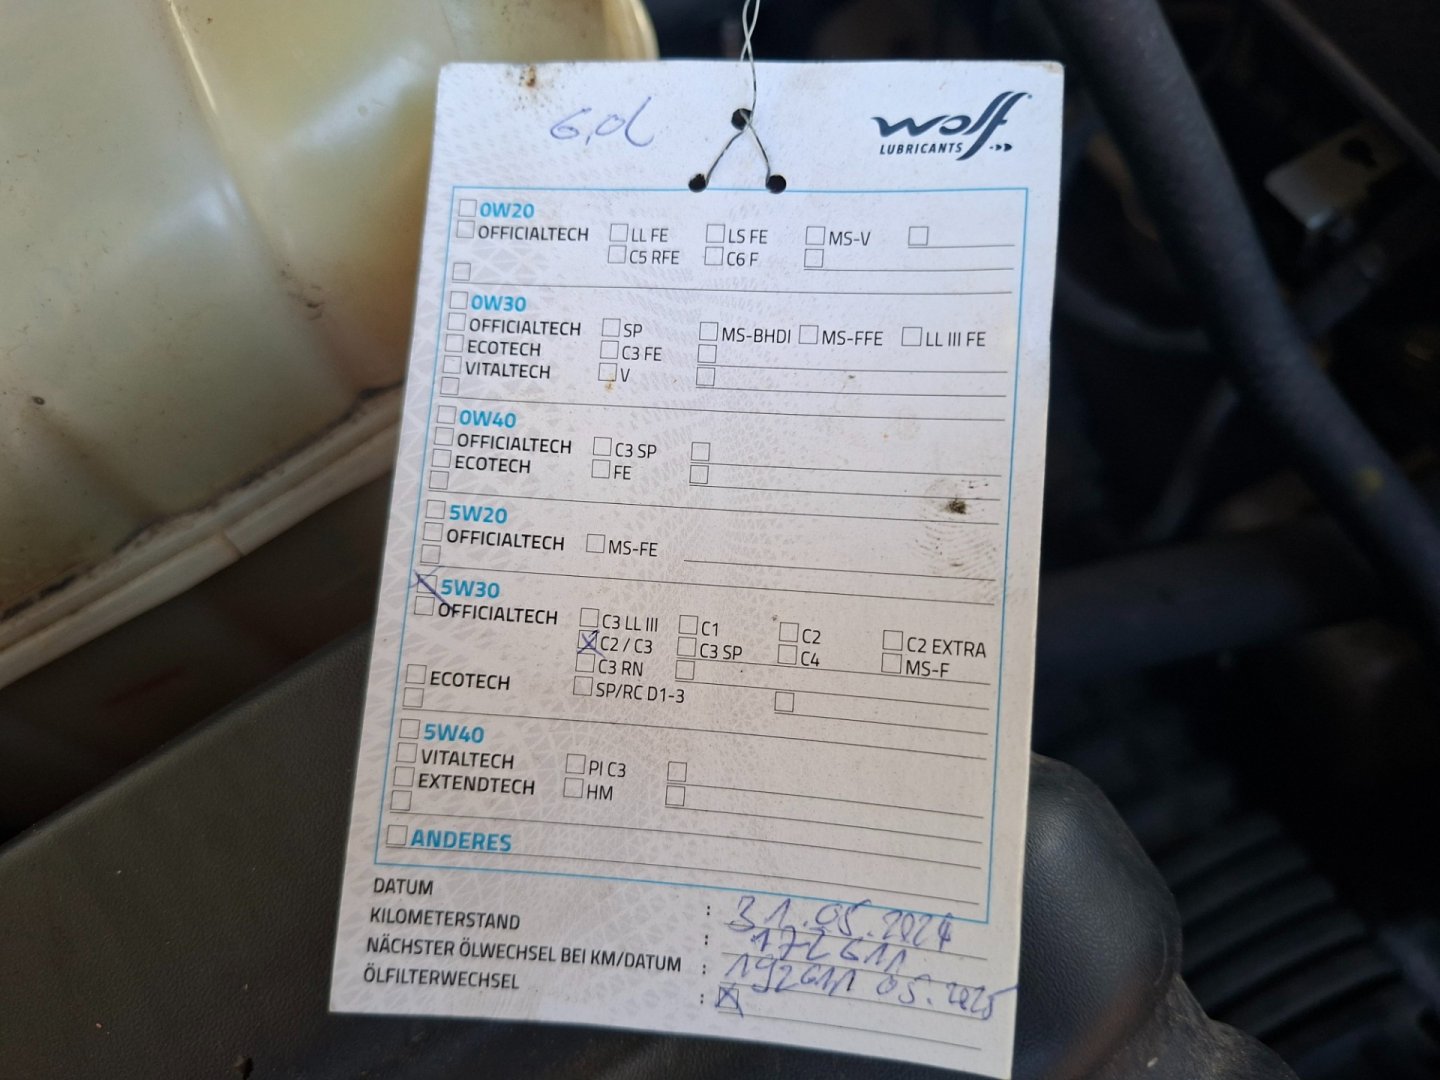 6,0L
wolf
LUBRICANTS
0W20
OFFICIALTECH LL FE LS FE MS-V
C5 RFE C6 F
0W30
OFFICIALTECH SP MS-BHDI MS-FFE LL III FE
ECOTECH C3 FE
VITALTECH V
0W40
OFFICIALTECH C3 SP
ECOTECH FE
5W20
OFFICIALTECH MS-FE
5W30
OFFICIALTECH C3 LL III C1 C2 C2 EXTRA
C2 / C3 C3 SP C4 MS-F
C3 RN
ECOTECH SP/RC D1-3
5W40
VITALTECH PI C3
EXTENDTECH HM
ANDERES
DATUM : 31.05.2024
KILOMETERSTAND : 172611
NÄCHSTER ÖLWECHSEL BEI KM/DATUM : 192611 05.2025
ÖLFILTERWECHSEL : X